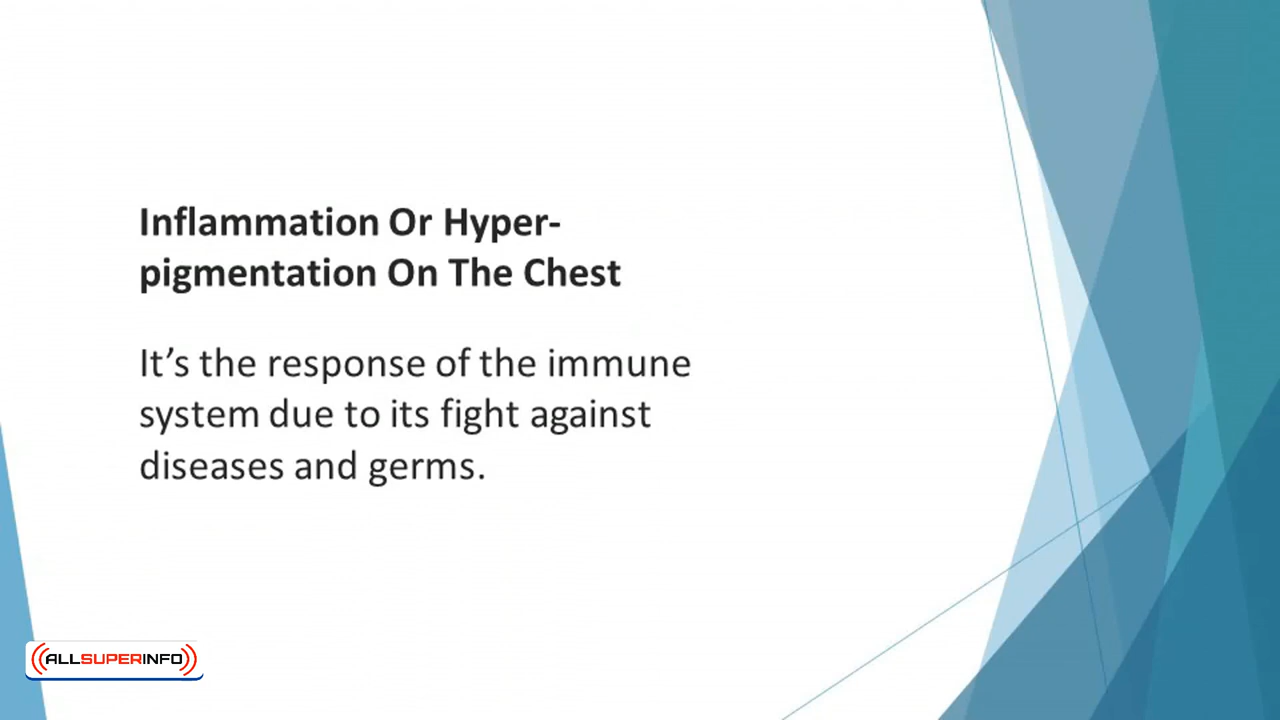 Inflammation Or Hyper-
pigmentation On The Chest
It’s the response of the immune
system due to its fight against
diseases and germs.
ALLSUPERINFO